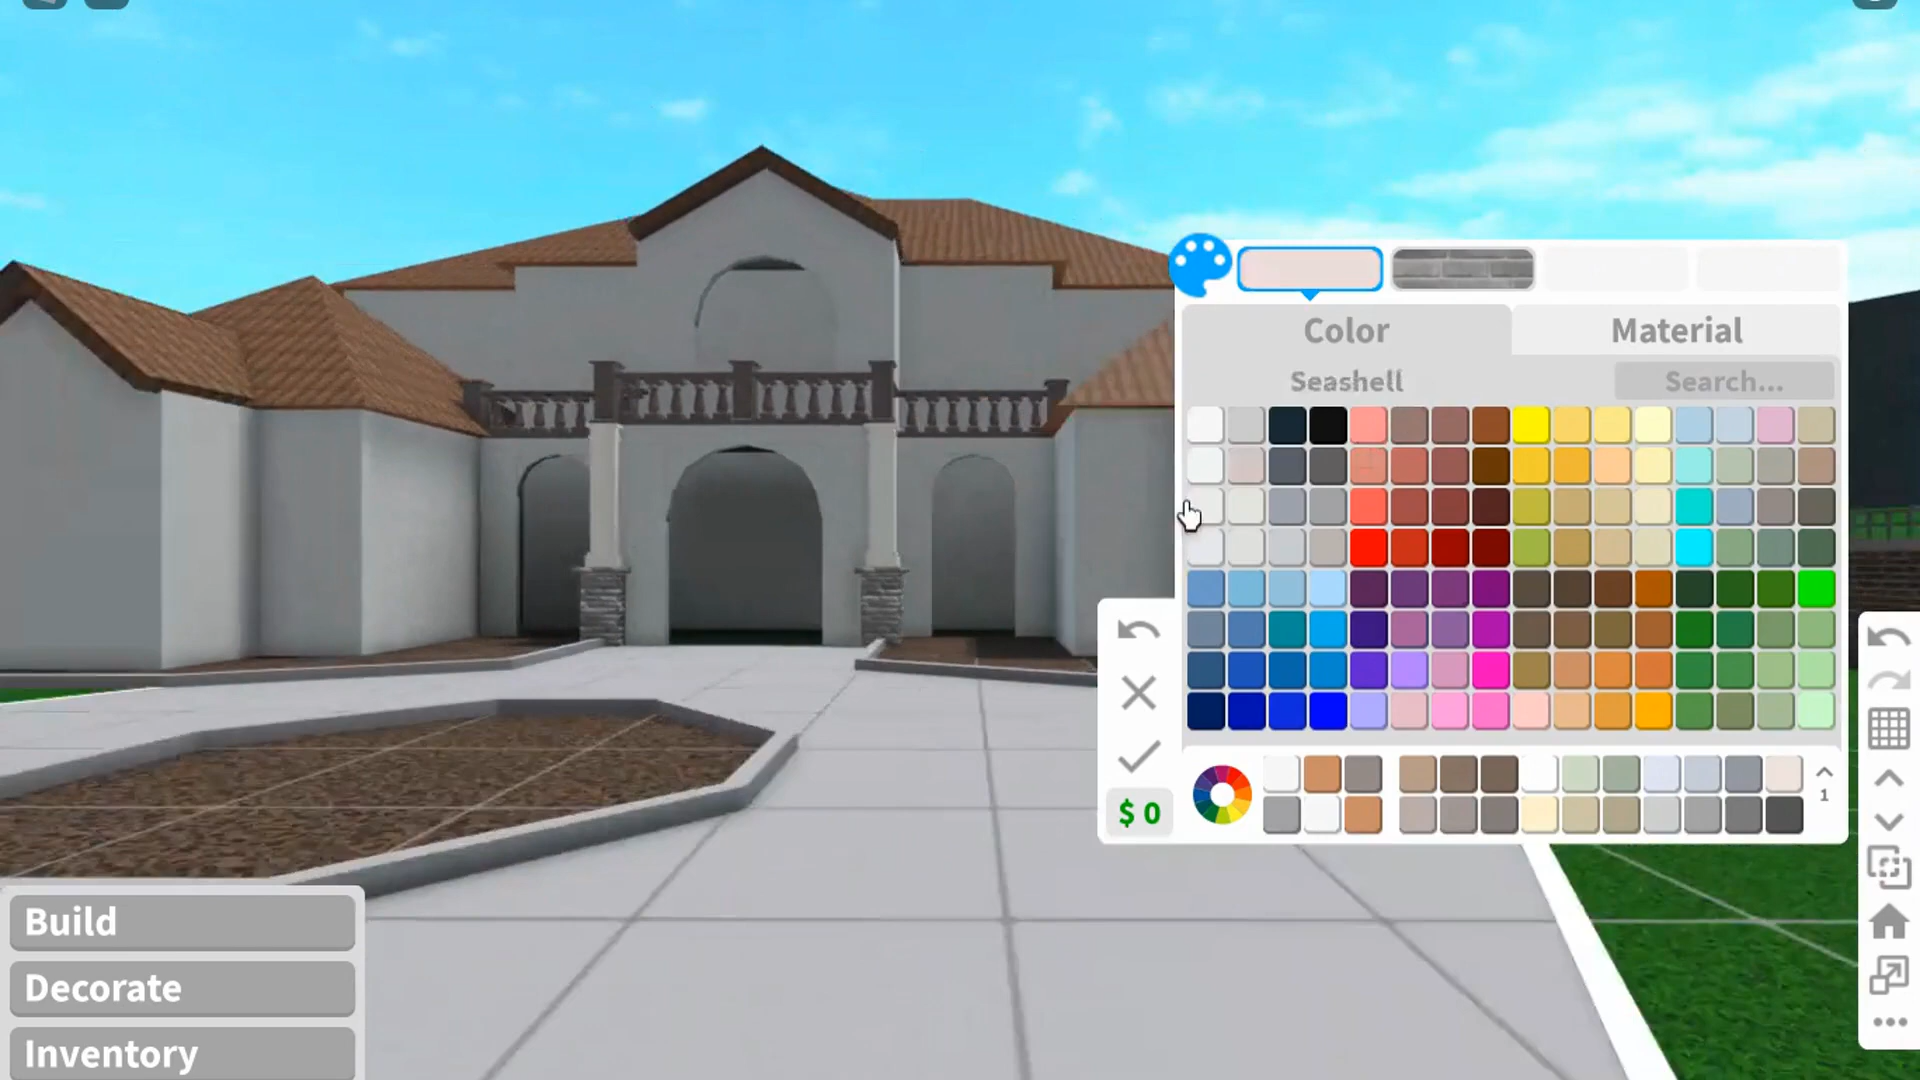 Color
Material
Seashell
Search...
1
$ 0
Build
Decorate
Inventory